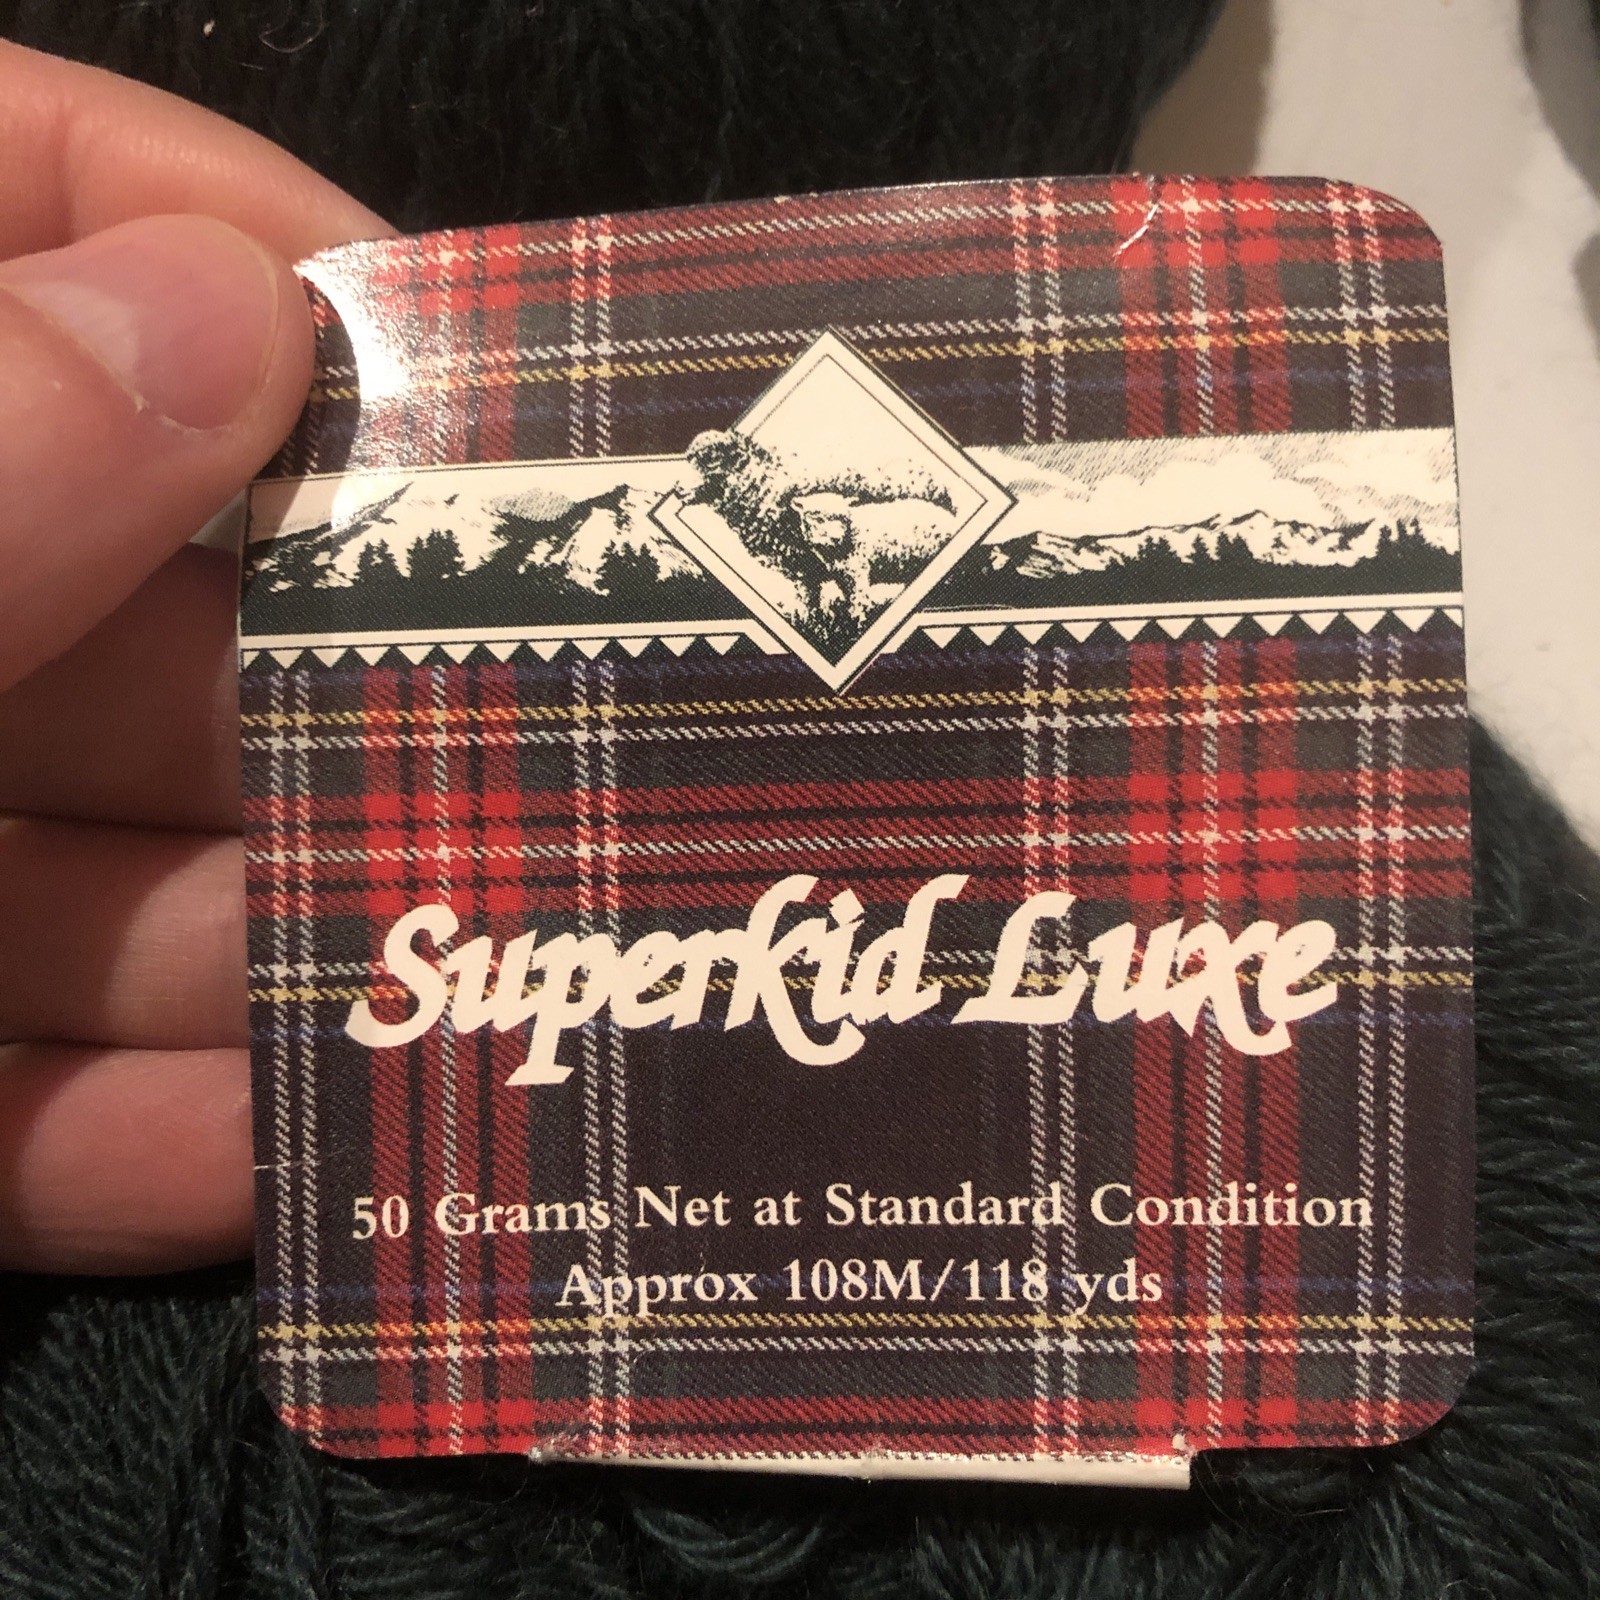 Superkid Luxe
50 Grams Net at Standard Condition
Approx 108M/118 yds